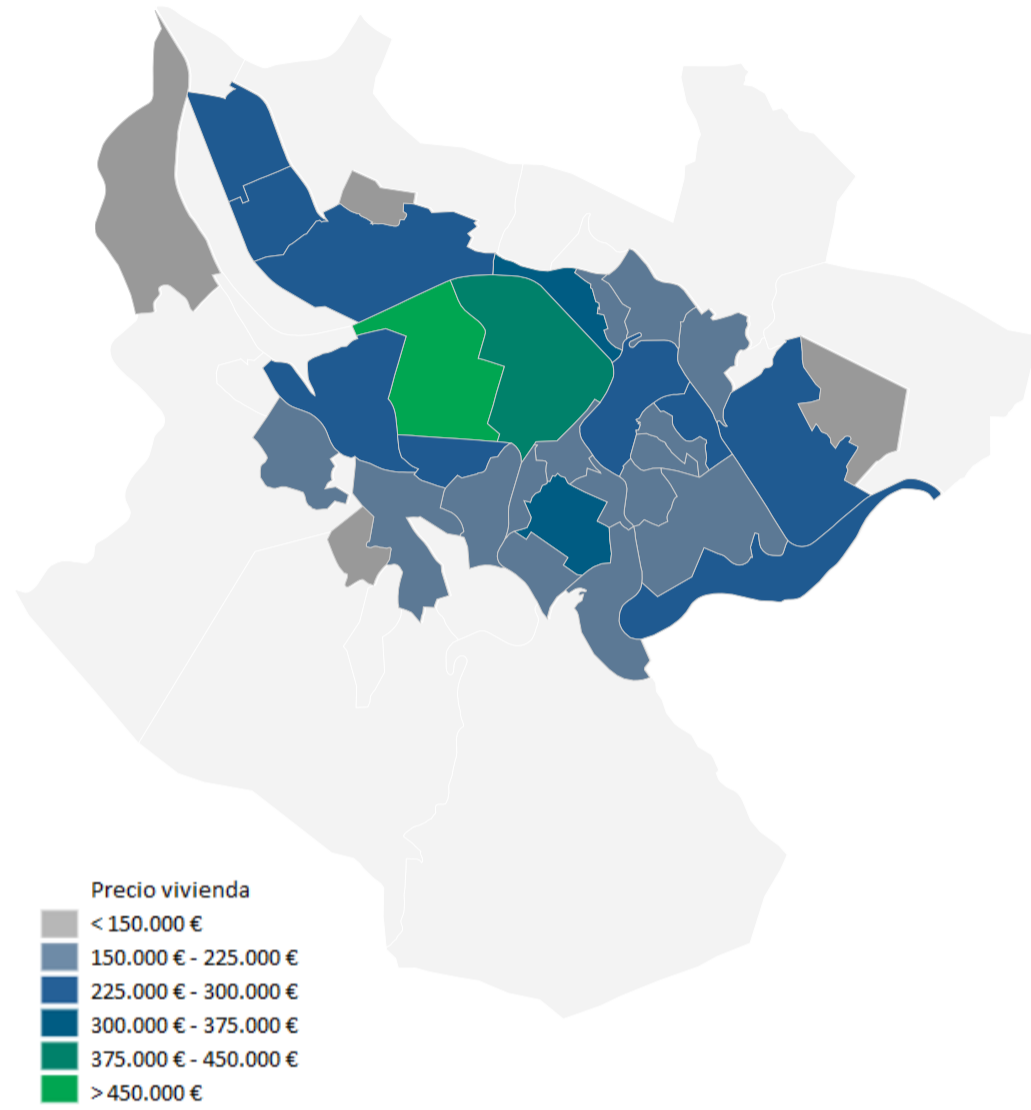 Precio vivienda
< 150.000 €
150.000 € - 225.000 €
225.000 € - 300.000 €
300.000 € - 375.000 €
375.000 € - 450.000 €
> 450.000 €